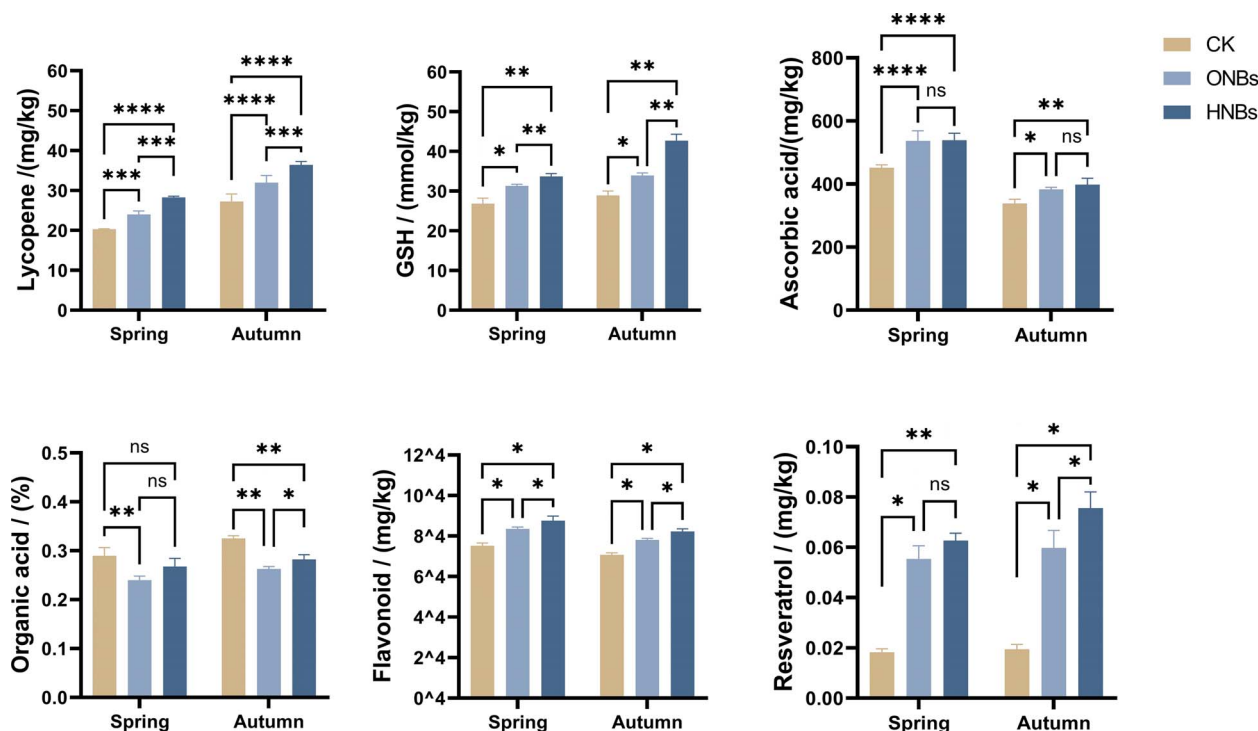 CK
ONBs
HNBs
Lycopene /(mg/kg)
60
50
40
30
20
10
0
****
***
***
****
****
***
Spring
Autumn
GSH / (mmol/kg)
60
50
40
30
20
10
0
**
*
**
**
*
**
Spring
Autumn
Ascorbic acid/(mg/kg)
800
600
400
200
0
****
****
ns
**
*
ns
Spring
Autumn
Organic acid / (%)
0.5
0.4
0.3
0.2
0.1
0.0
ns
**
ns
**
**
*
Spring
Autumn
Flavonoid / (mg/kg)
12^4
10^4
8^4
6^4
4^4
2^4
0^4
*
*
*
*
*
*
Spring
Autumn
Resveratrol / (mg/kg)
0.10
0.08
0.06
0.04
0.02
0.00
**
*
ns
*
*
*
Spring
Autumn